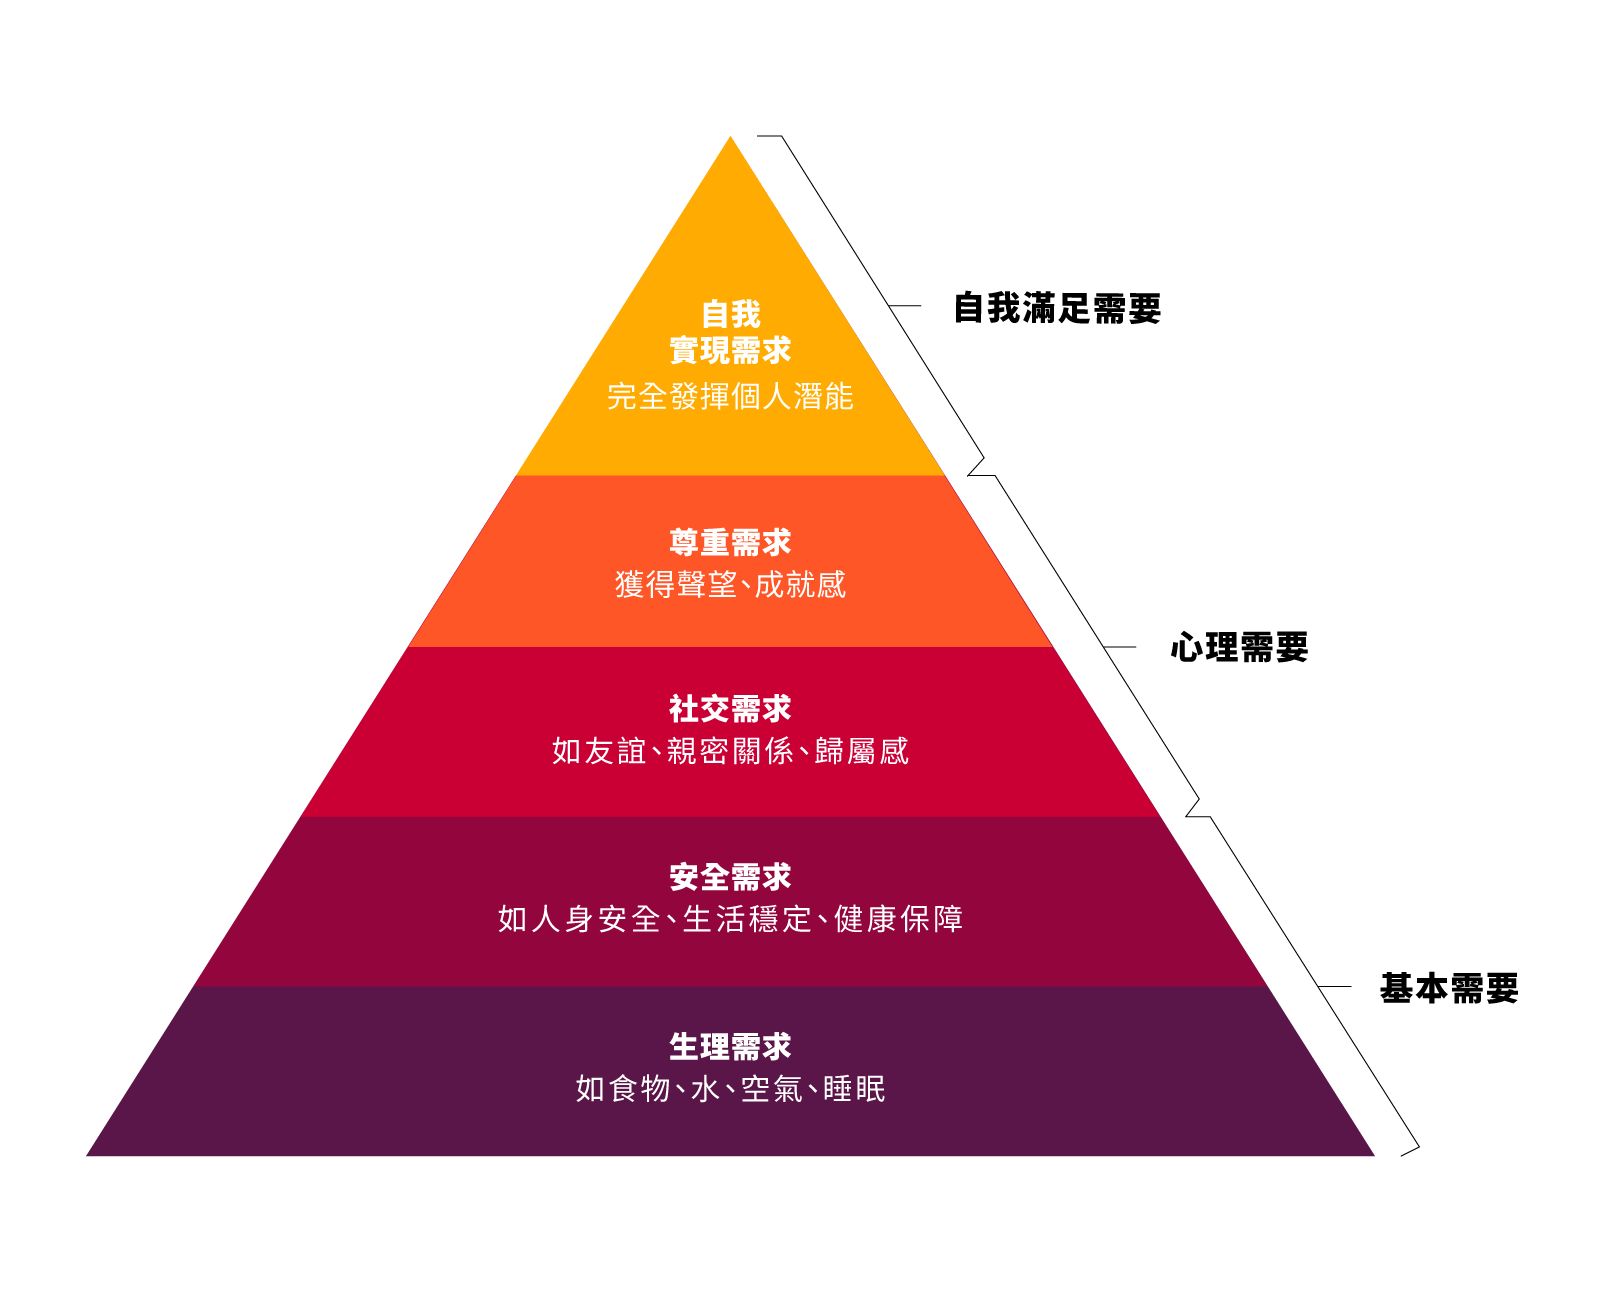 自我
實現需求
完全發揮個人潛能
自我滿足需要
尊重需求
獲得聲望、成就感
心理需要
社交需求
如友誼、親密關係、歸屬感
安全需求
如人身安全、生活穩定、健康保障
基本需要
生理需求
如食物、水、空氣、睡眠